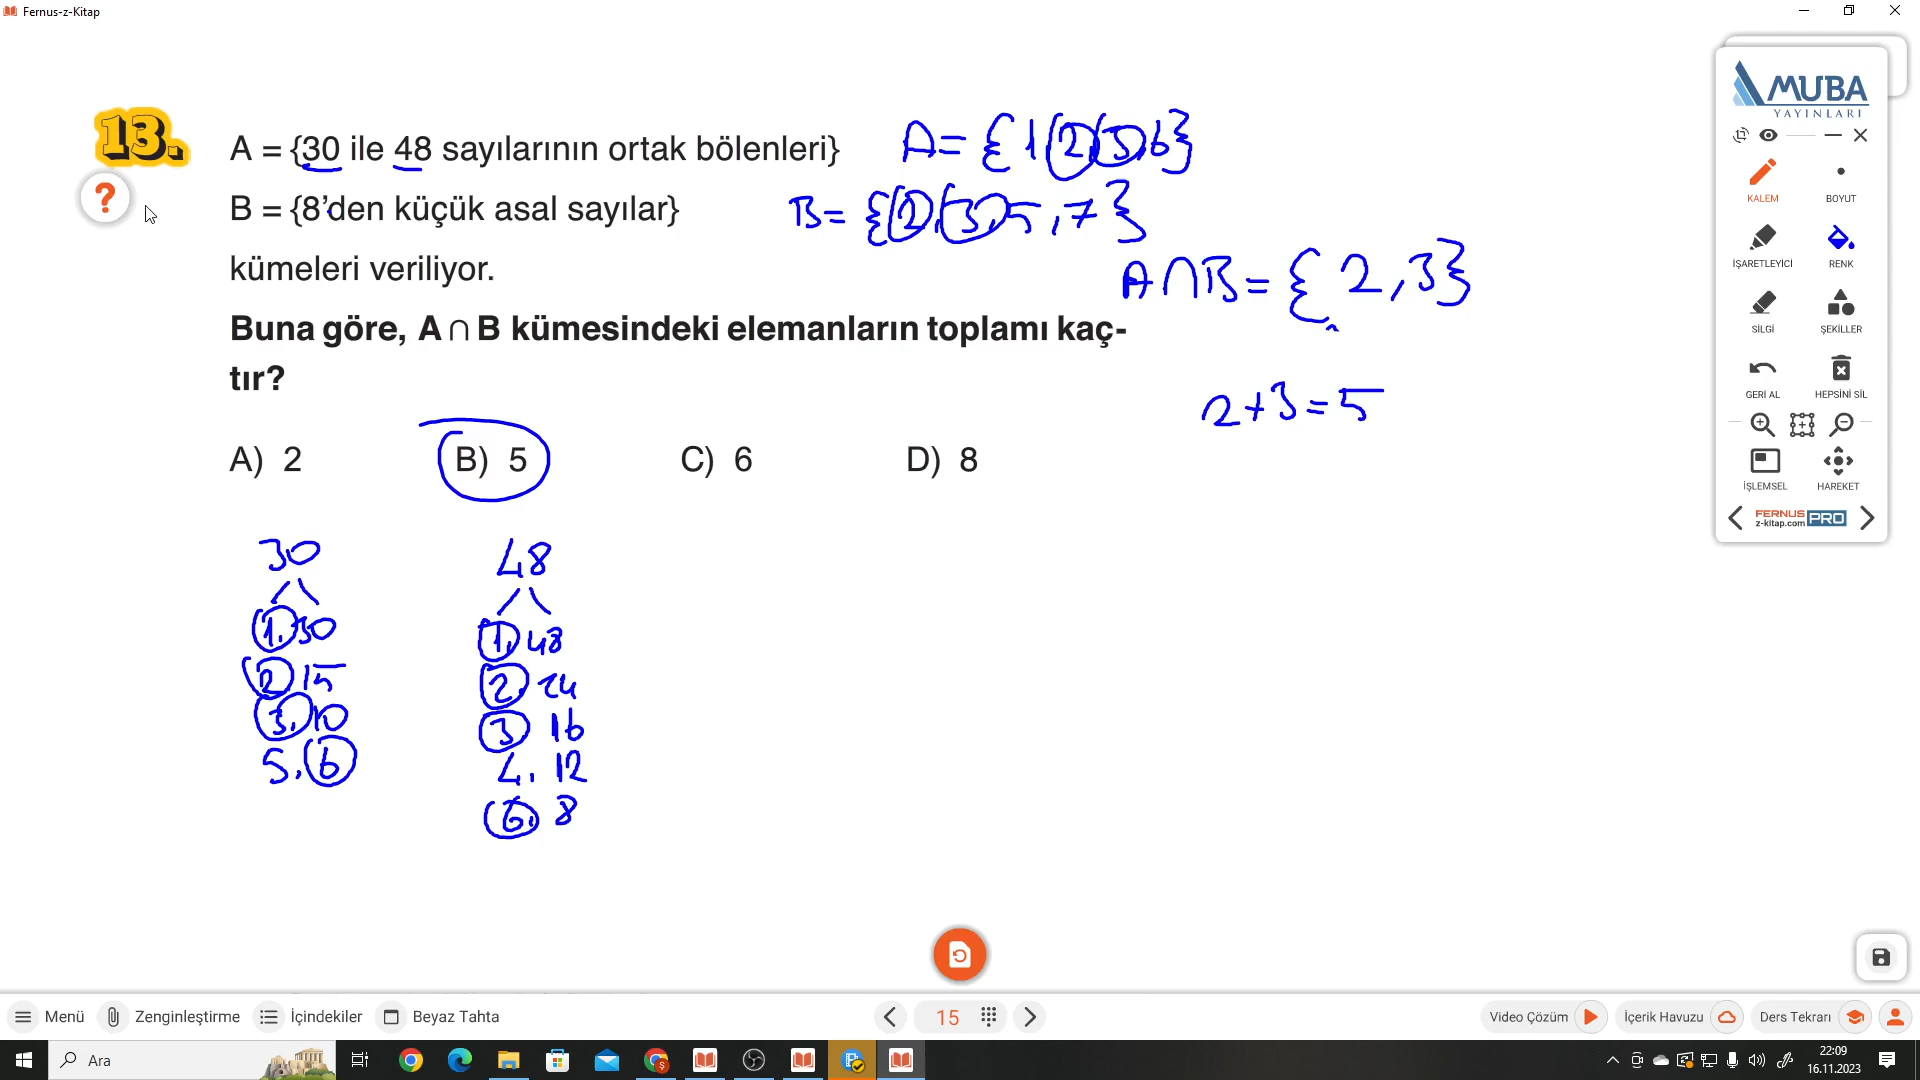 Fernus-z-Kitap
13.
A = {30 ile 48 sayılarının ortak bölenleri}
A = {1 2, 3, 6}
?
B = {8'den küçük asal sayılar}
B = {2, 3, 5, 7}
kümeleri veriliyor.
A∩B = {2, 3}
Buna göre, A ∩ B kümesindeki elemanların toplamı kaç-
tır?
2+3=5
A) 2 B) 5 C) 6 D) 8
30 48
1. 30 1. 48
2 15 2. 24
3. 10 3 16
5. 6 4. 12
6. 8
MUBA
YAYINLARI
KALEM BOYUT
İŞARETLEYİCİ RENK
SİLGİ ŞEKİLLER
GERİ AL HEPSİNİ SİL
İŞLEMSEL HAREKET
FERNUS PRO
z-kitap.com
Menü Zenginleştirme İçindekiler Beyaz Tahta 15 Video Çözüm İçerik Havuzu Ders Tekrarı
Ara 22:09
16.11.2023